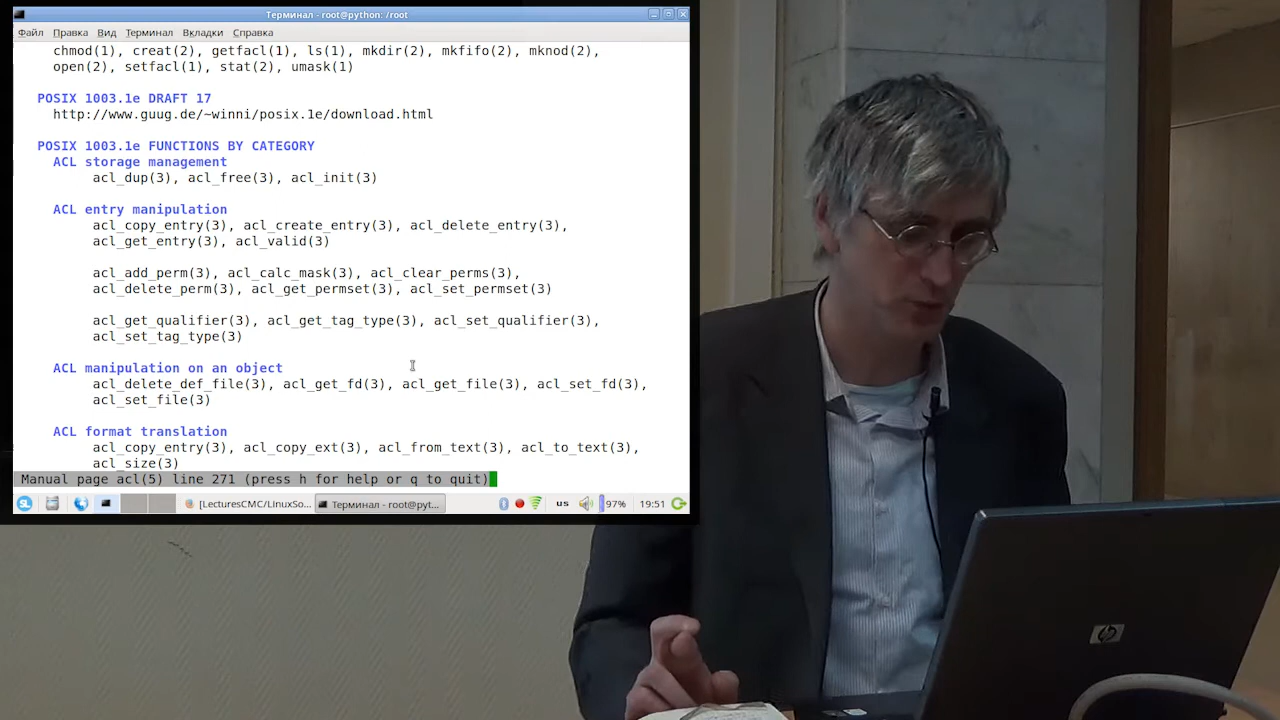 Терминал - root@python: /root
Файл Правка Вид Терминал Вкладки Справка
chmod(1), creat(2), getfacl(1), ls(1), mkdir(2), mkfifo(2), mknod(2),
open(2), setfacl(1), stat(2), umask(1)
POSIX 1003.1e DRAFT 17
http://www.guug.de/~winni/posix.1e/download.html
POSIX 1003.1e FUNCTIONS BY CATEGORY
ACL storage management
acl_dup(3), acl_free(3), acl_init(3)
ACL entry manipulation
acl_copy_entry(3), acl_create_entry(3), acl_delete_entry(3),
acl_get_entry(3), acl_valid(3)
acl_add_perm(3), acl_calc_mask(3), acl_clear_perms(3),
acl_delete_perm(3), acl_get_permset(3), acl_set_permset(3)
acl_get_qualifier(3), acl_get_tag_type(3), acl_set_qualifier(3),
acl_set_tag_type(3)
ACL manipulation on an object
acl_delete_def_file(3), acl_get_fd(3), acl_get_file(3), acl_set_fd(3),
acl_set_file(3)
ACL format translation
acl_copy_entry(3), acl_copy_ext(3), acl_from_text(3), acl_to_text(3),
acl_size(3)
Manual page acl(5) line 271 (press h for help or q to quit)
[LecturesCMC/LinuxSo... Терминал - root@pyt... us 97% 19:51
hp